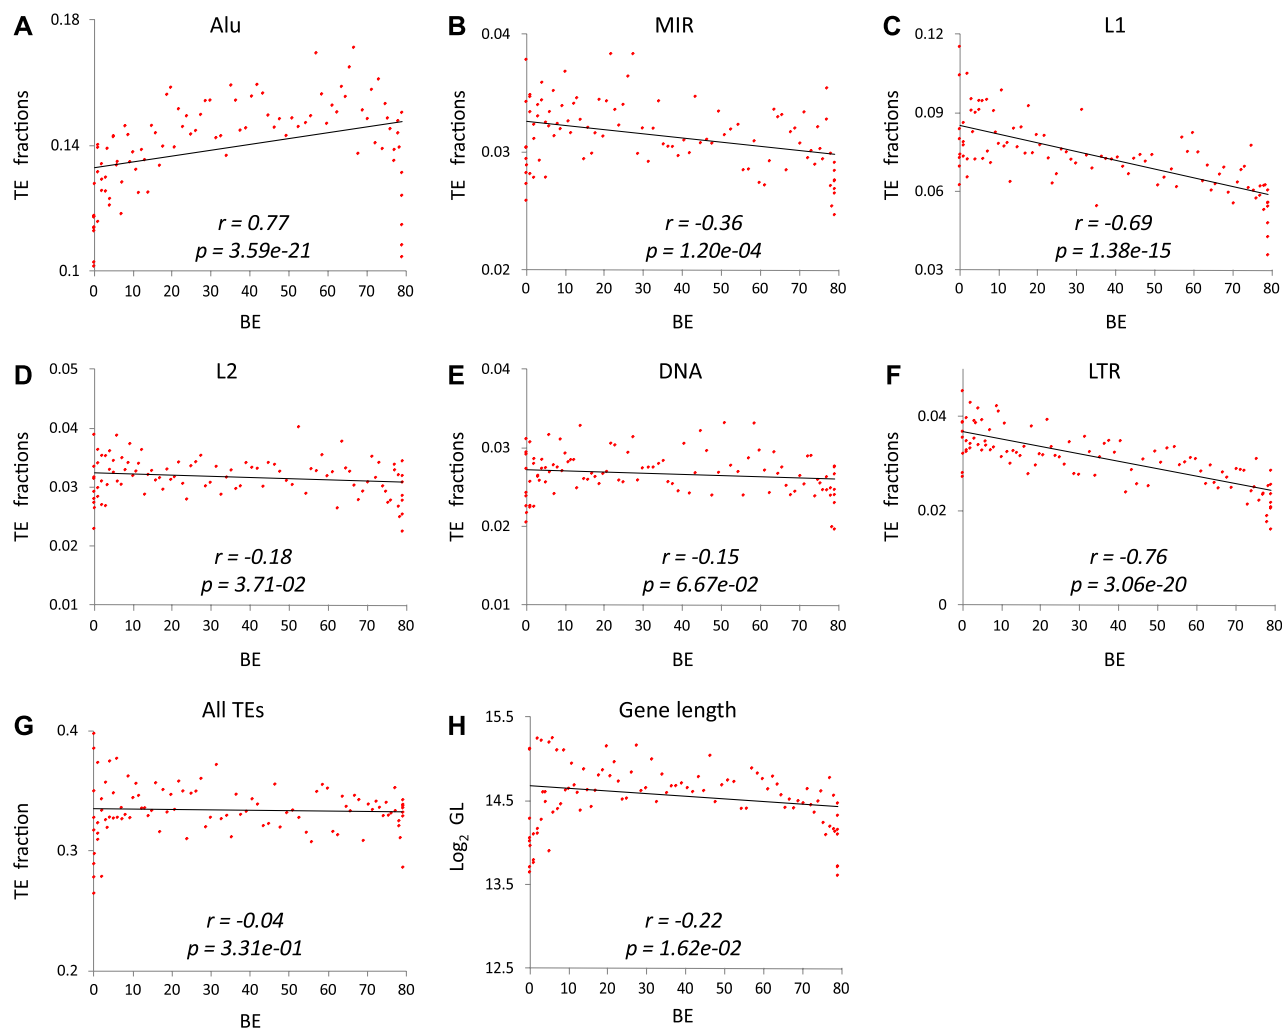 A Alu
0.18
0.14
0.1
TE fractions
r = 0.77
p = 3.59e-21
0 10 20 30 40 50 60 70 80
BE
B MIR
0.04
0.03
0.02
TE fractions
r = -0.36
p = 1.20e-04
0 10 20 30 40 50 60 70 80
BE
C L1
0.12
0.09
0.06
0.03
TE fractions
r = -0.69
p = 1.38e-15
0 10 20 30 40 50 60 70 80
BE
D L2
0.05
0.04
0.03
0.02
0.01
TE fractions
r = -0.18
p = 3.71-02
0 10 20 30 40 50 60 70 80
BE
E DNA
0.04
0.03
0.02
0.01
TE fractions
r = -0.15
p = 6.67e-02
0 10 20 30 40 50 60 70 80
BE
F LTR
0.04
0.02
0
TE fractions
r = -0.76
p = 3.06e-20
0 10 20 30 40 50 60 70 80
BE
G All TEs
0.4
0.3
0.2
TE fraction
r = -0.04
p = 3.31e-01
0 10 20 30 40 50 60 70 80
BE
H Gene length
15.5
14.5
13.5
12.5
Log2 GL
r = -0.22
p = 1.62e-02
0 10 20 30 40 50 60 70 80
BE